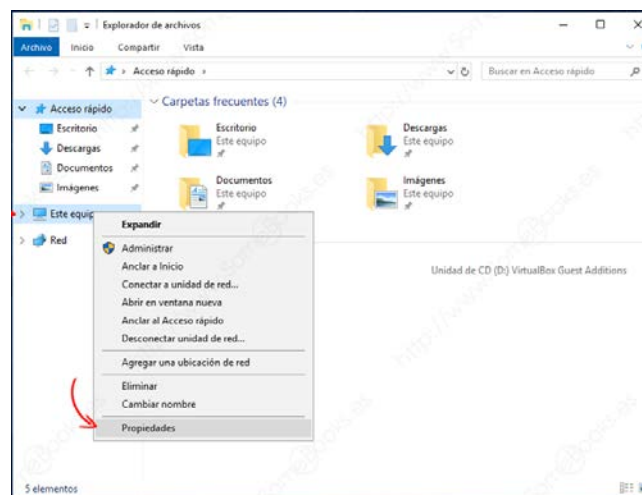 Explorador de archivos
Archivo Inicio Compartir Vista
Acceso rápido
Buscar en Acceso rápido
Acceso rápido
Escritorio
Descargas
Documentos
Imágenes
Este equip
Red
Carpetas frecuentes (4)
Escritorio
Este equipo
Descargas
Este equipo
Documentos
Este equipo
Imágenes
Este equipo
Unidad de CD (D:) VirtualBox Guest Additions
Expandir
Administrar
Anclar a Inicio
Conectar a unidad de red...
Abrir en ventana nueva
Anclar al Acceso rápido
Desconectar unidad de red...
Agregar una ubicación de red
Eliminar
Cambiar nombre
Propiedades
5 elementos